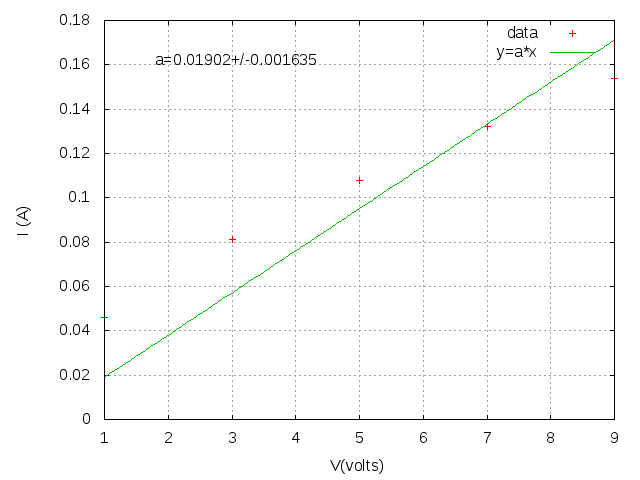 0.18
0.16
0.14
0.12
0.1
0.08
0.06
0.04
0.02
0
I (A)
data
y=a*x
a=0.01902+/-0.001635
1 2 3 4 5 6 7 8 9
V(volts)